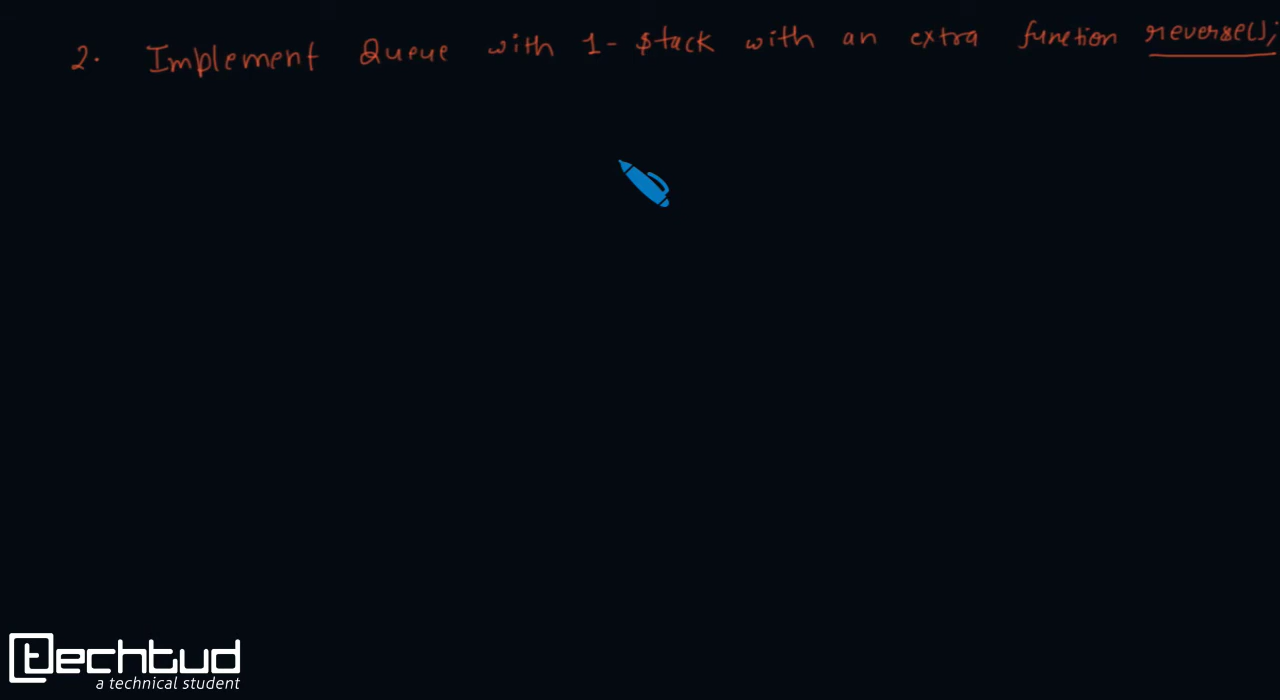 2. Implement Queue with 1- Stack with an extra function reverse();
techtud
a technical student